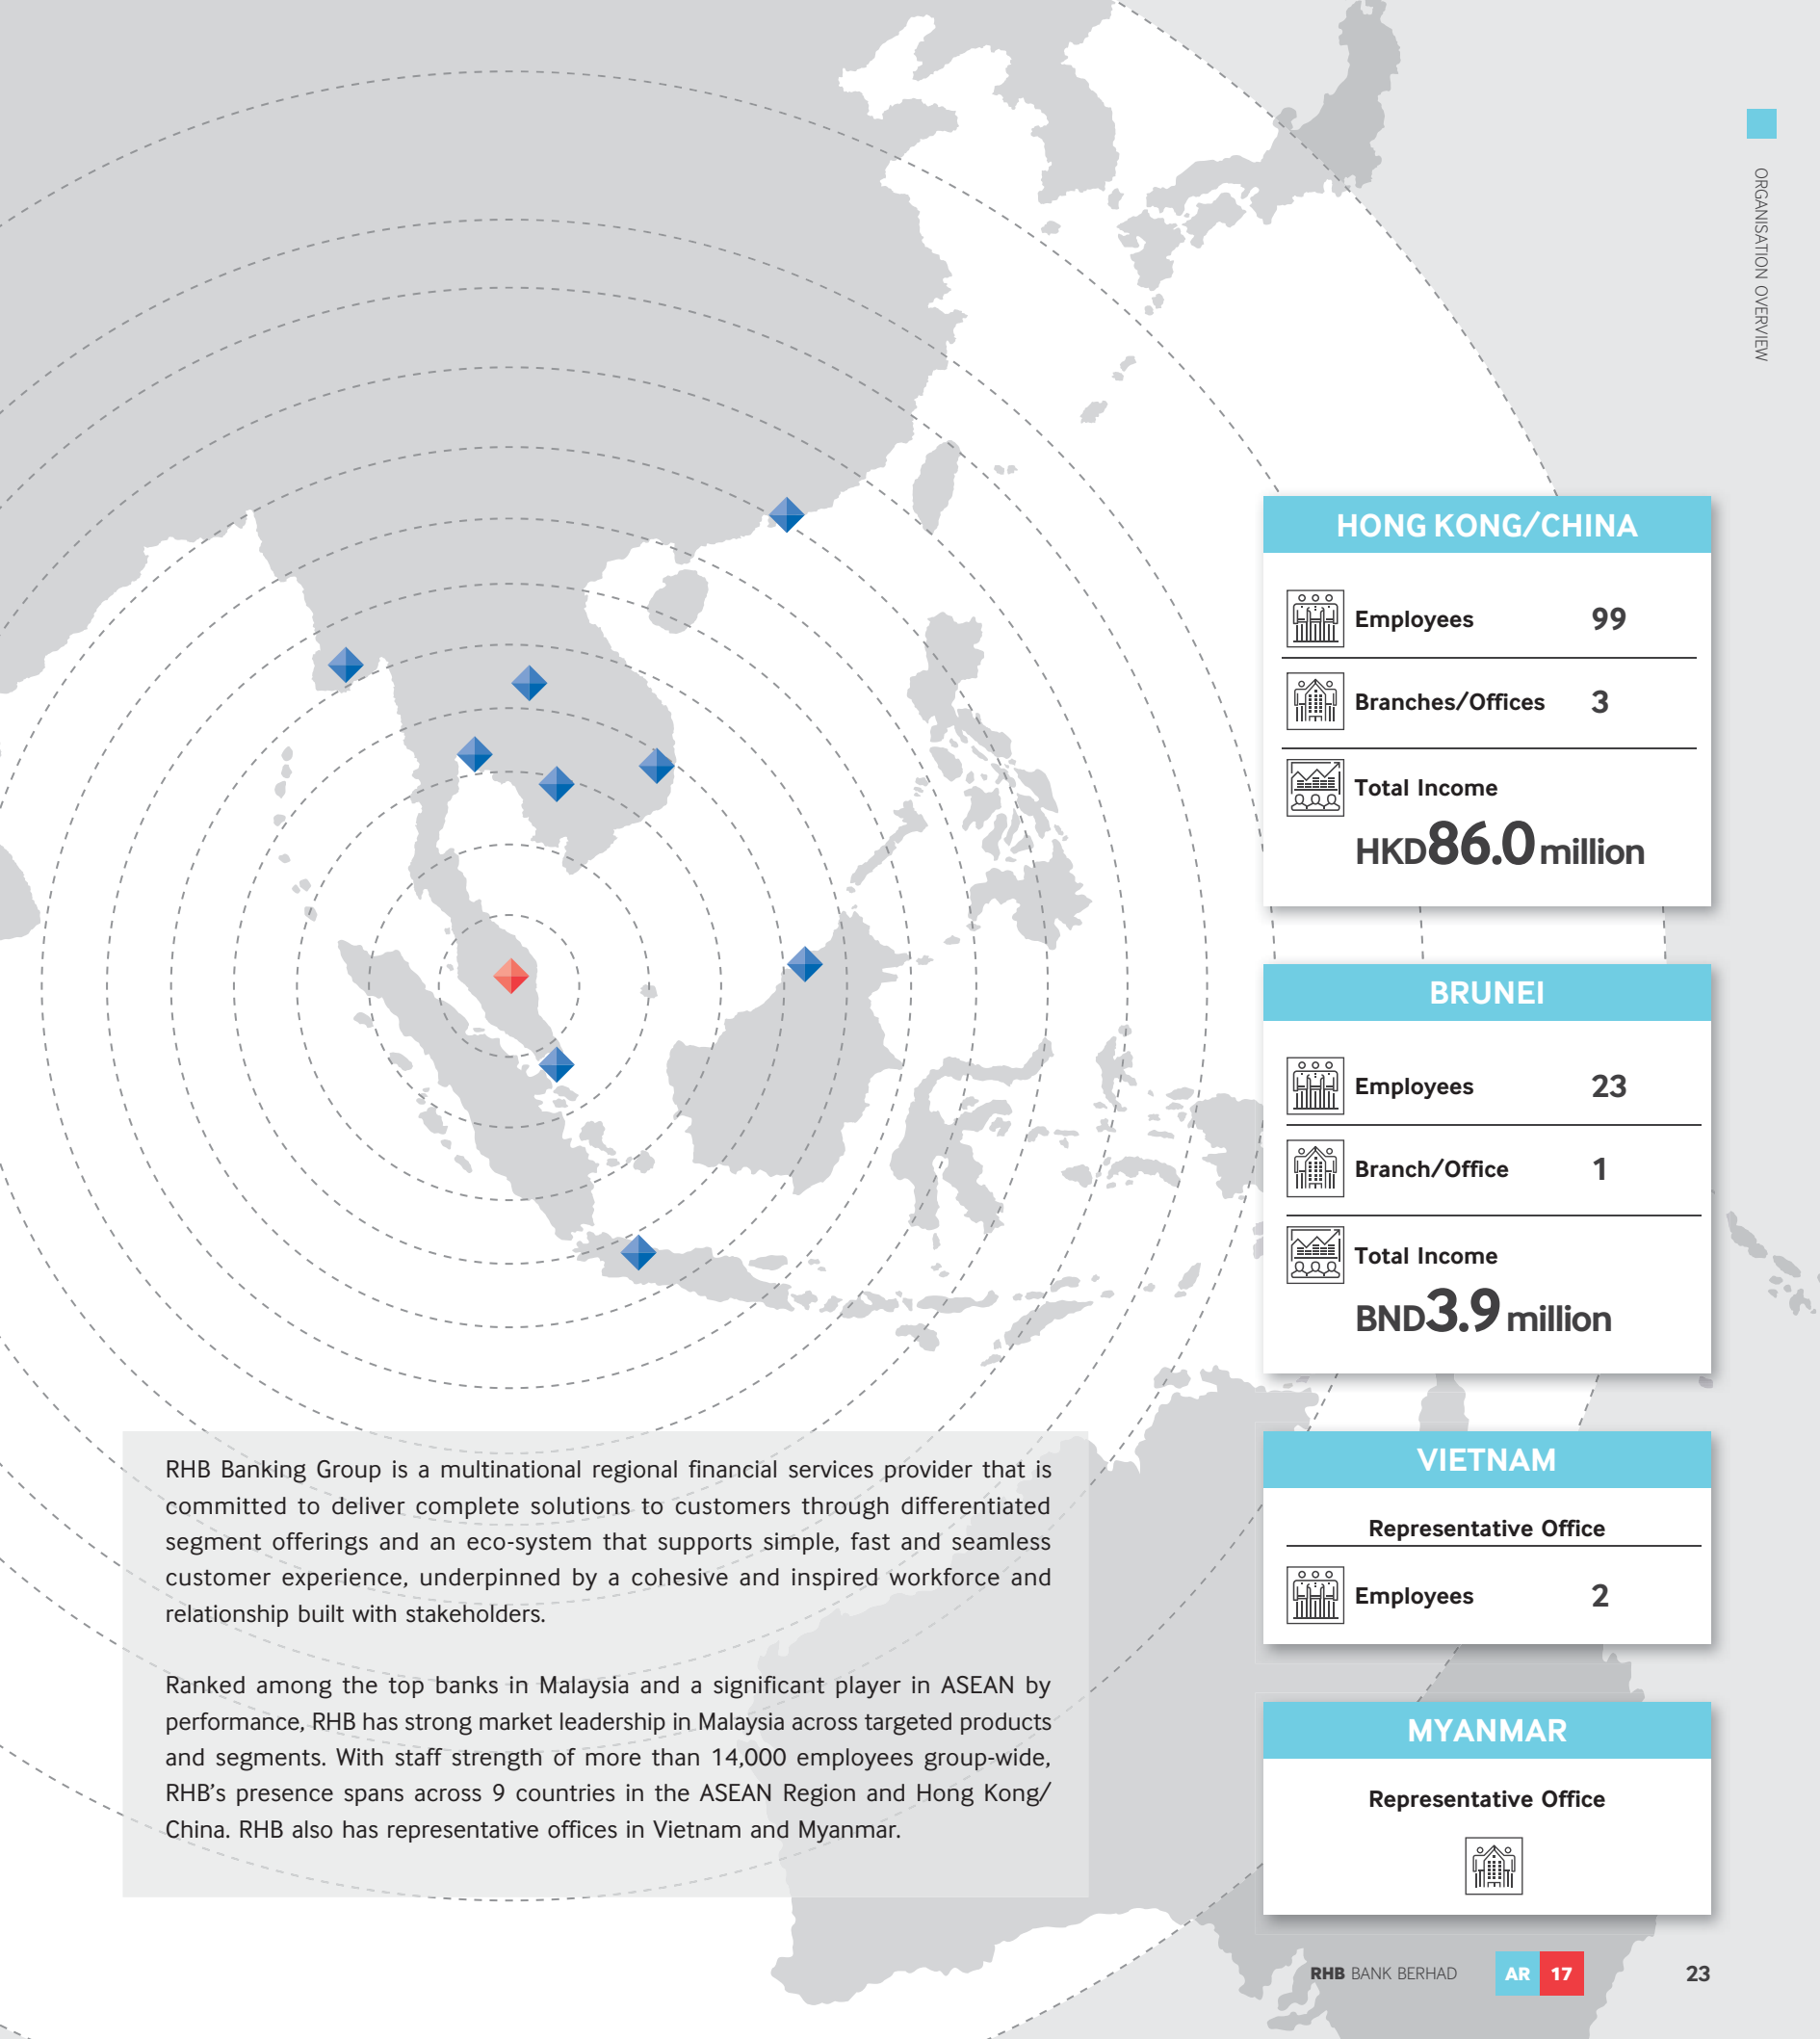 ORGANISATION OVERVIEW
HONG KONG/CHINA
Employees 99
Branches/Offices 3
Total Income
HKD86.0 million
BRUNEI
Employees 23
Branch/Office 1
Total Income
BND3.9 million
VIETNAM
Representative Office
Employees 2
MYANMAR
Representative Office
RHB Banking Group is a multinational regional financial services provider that is
committed to deliver complete solutions to customers through differentiated
segment offerings and an eco-system that supports simple, fast and seamless
customer experience, underpinned by a cohesive and inspired workforce and
relationship built with stakeholders.
Ranked among the top banks in Malaysia and a significant player in ASEAN by
performance, RHB has strong market leadership in Malaysia across targeted products
and segments. With staff strength of more than 14,000 employees group-wide,
RHB's presence spans across 9 countries in the ASEAN Region and Hong Kong/
China. RHB also has representative offices in Vietnam and Myanmar.
RHB BANK BERHAD AR 17 23